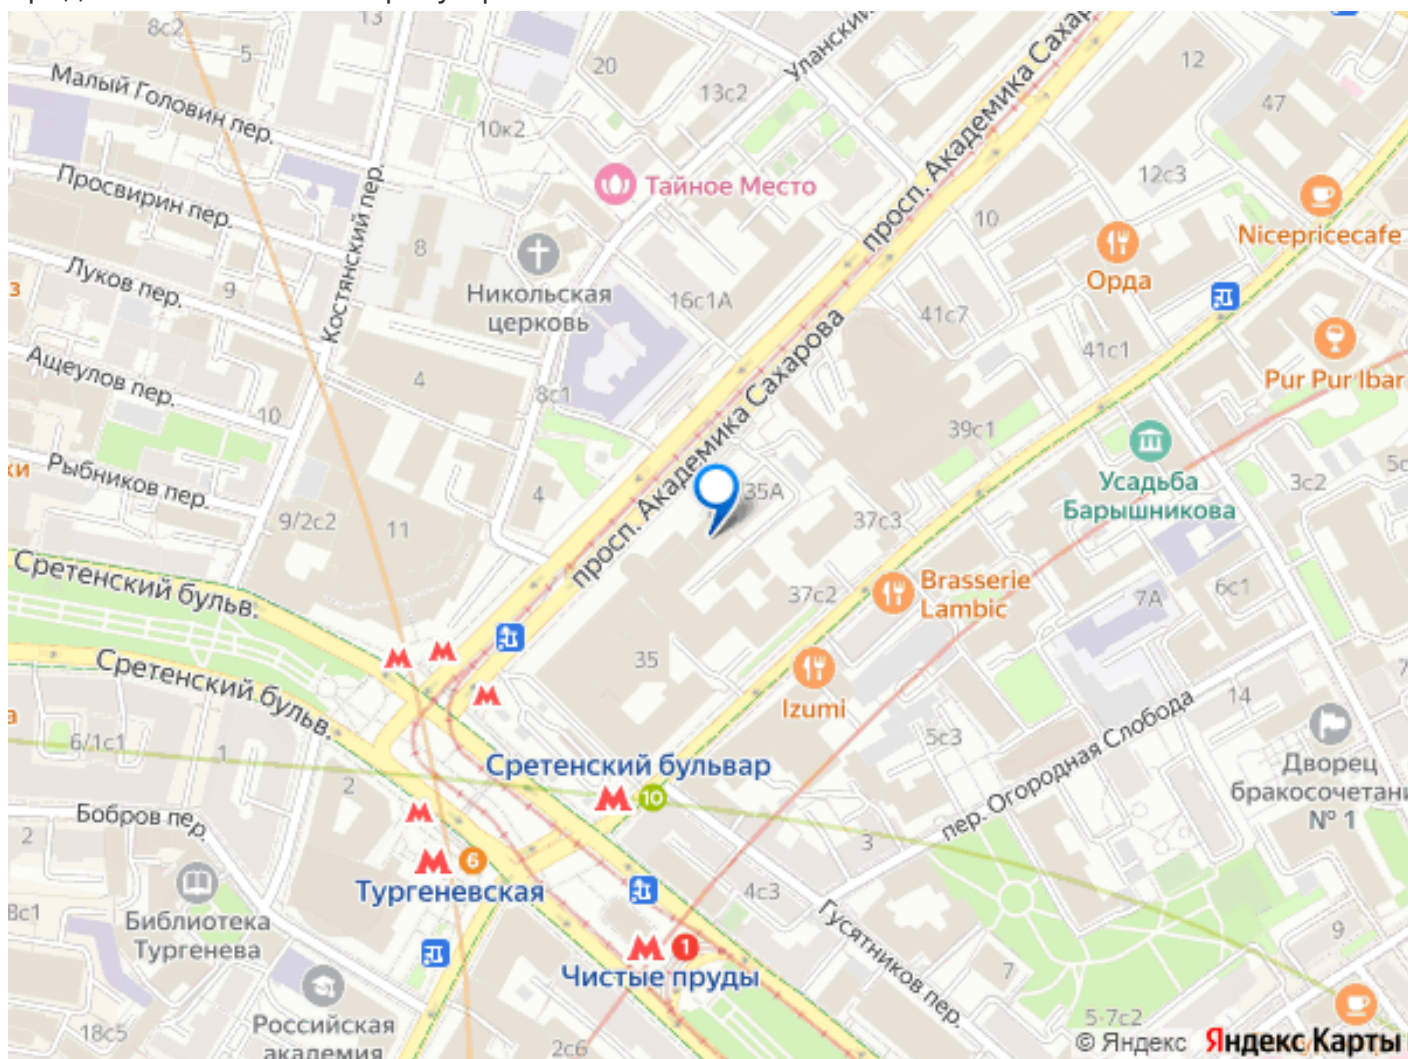 8с2
13
5
20
Уланский
12
Малый Головин пер.
13с2
47
10к2
просп. Академика Сахарова
12с3
Просвирин пер.
Тайное Место
Костянский пер.
10
Nicepricecafe
8
Орда
Луков пер.
9
Никольская
церковь
16с1А
41с7
з
Ащеулов пер.
4
8с1
просп. Академика Сахарова
41с1
Pur Pur Ibar
10
39с1
Рыбников пер.
ки
4
35А
Усадьба
Барышникова
3с2
9/2с2
11
37с3
Сретенский бульв.
Brasserie
Lambic
37с2
7А
6с1
Сретенский бульв.
35
Izumi
14
а
6/1с1
1
2
5с3
Сретенский бульвар
10
Дворец
бракосочетани
№ 1
пер. Огородная Слобода
Бобров пер.
2
3
6
Тургеневская
4с3
8с1
Библиотека
Тургенева
Гусятников пер.
9
1
Чистые пруды
7
Российская
академия
18с5
2с6
5-7с2
© Яндекс Яндекс Карты